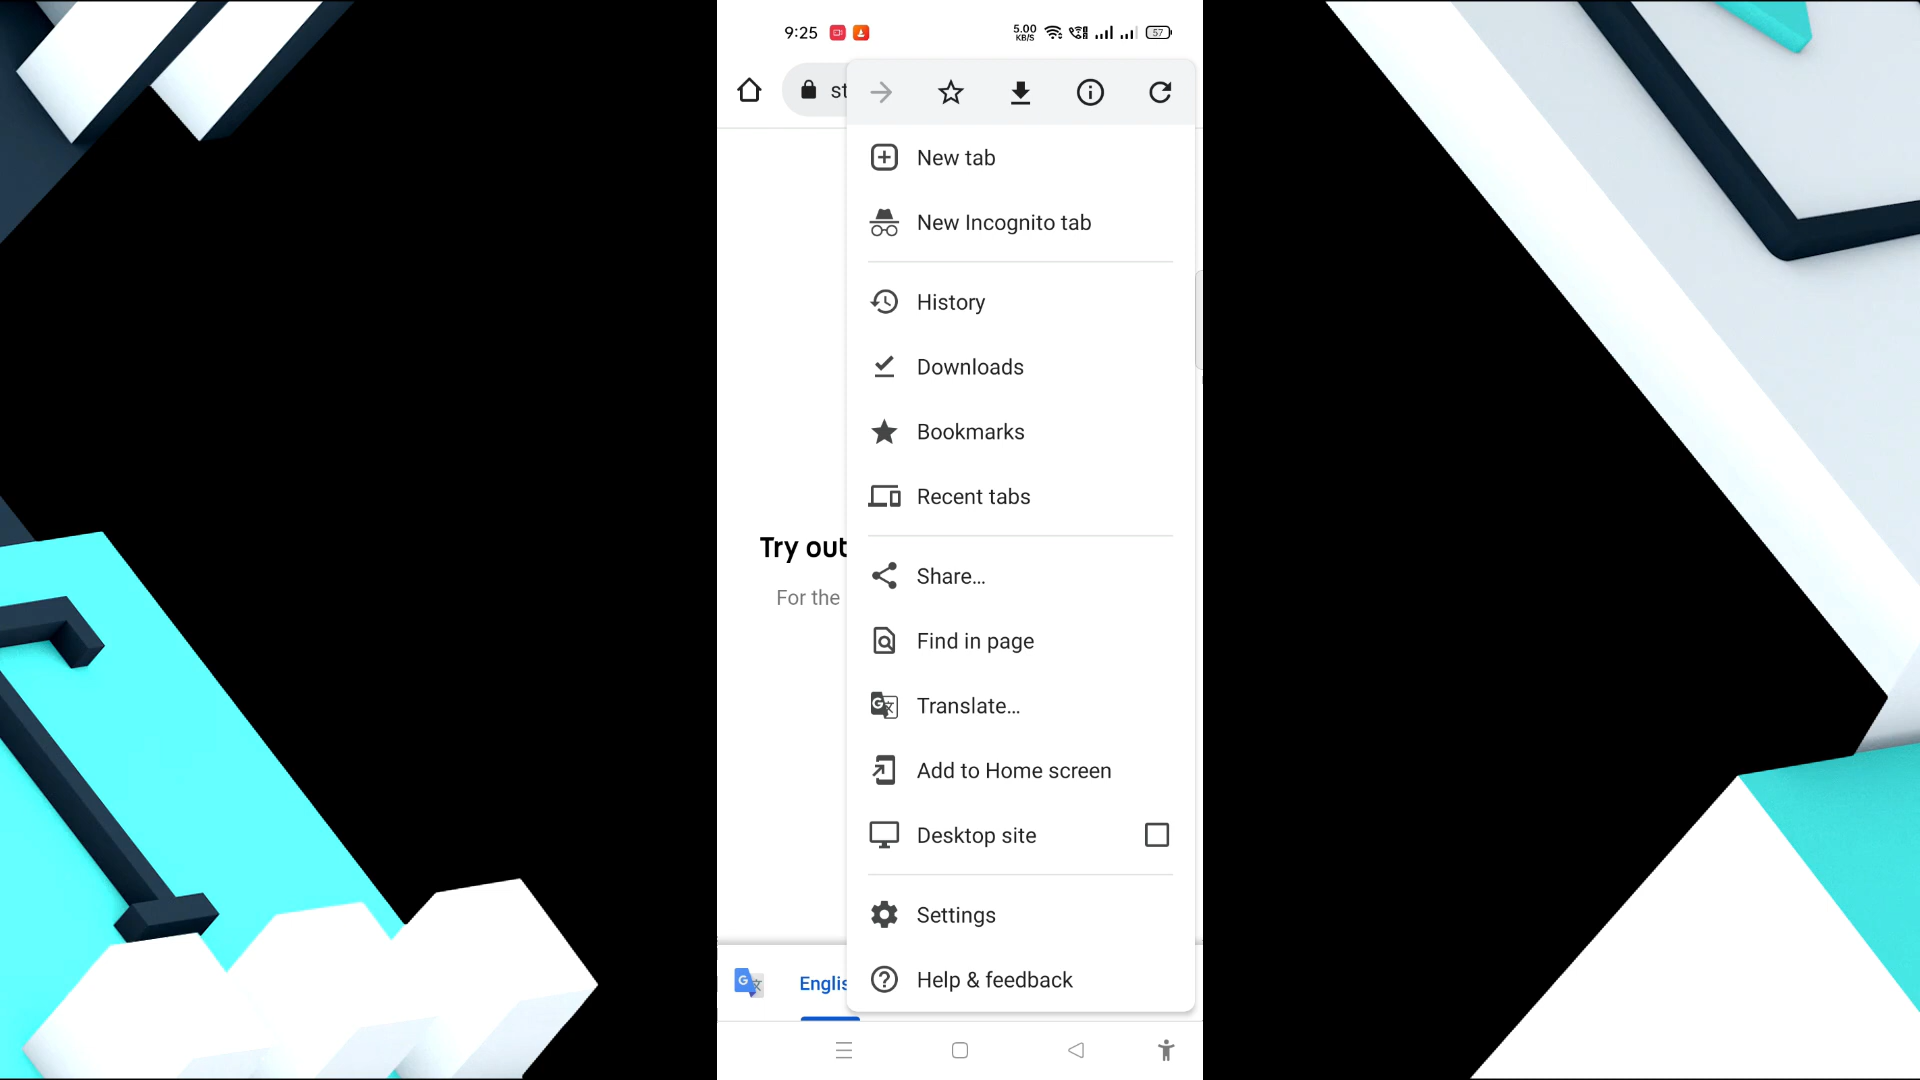 9:25
5.00
KB/S
57
st
New tab
New Incognito tab
History
Downloads
Bookmarks
Recent tabs
Try out
Share...
For the
Find in page
Translate...
Add to Home screen
Desktop site
Settings
Englis
Help & feedback